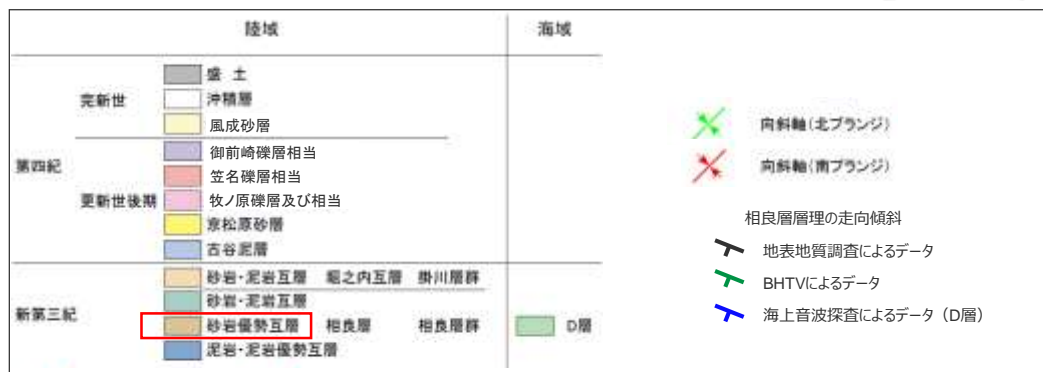 陸域
海域
盛 土
完新世
沖積層
風成砂層
第四紀
御前崎礫層相当
笠名礫層相当
更新世後期
牧ノ原礫層及び相当
京松原砂層
古谷泥層
新第三紀
砂岩・泥岩互層 堀之内互層 掛川層群
砂岩・泥岩互層
砂岩優勢互層 相良層 相良層群
泥岩・泥岩優勢互層
D層
向斜軸(北プランジ)
向斜軸(南プランジ)
相良層層理の走向傾斜
地表地質調査によるデータ
BHTVによるデータ
海上音波探査によるデータ（D層）